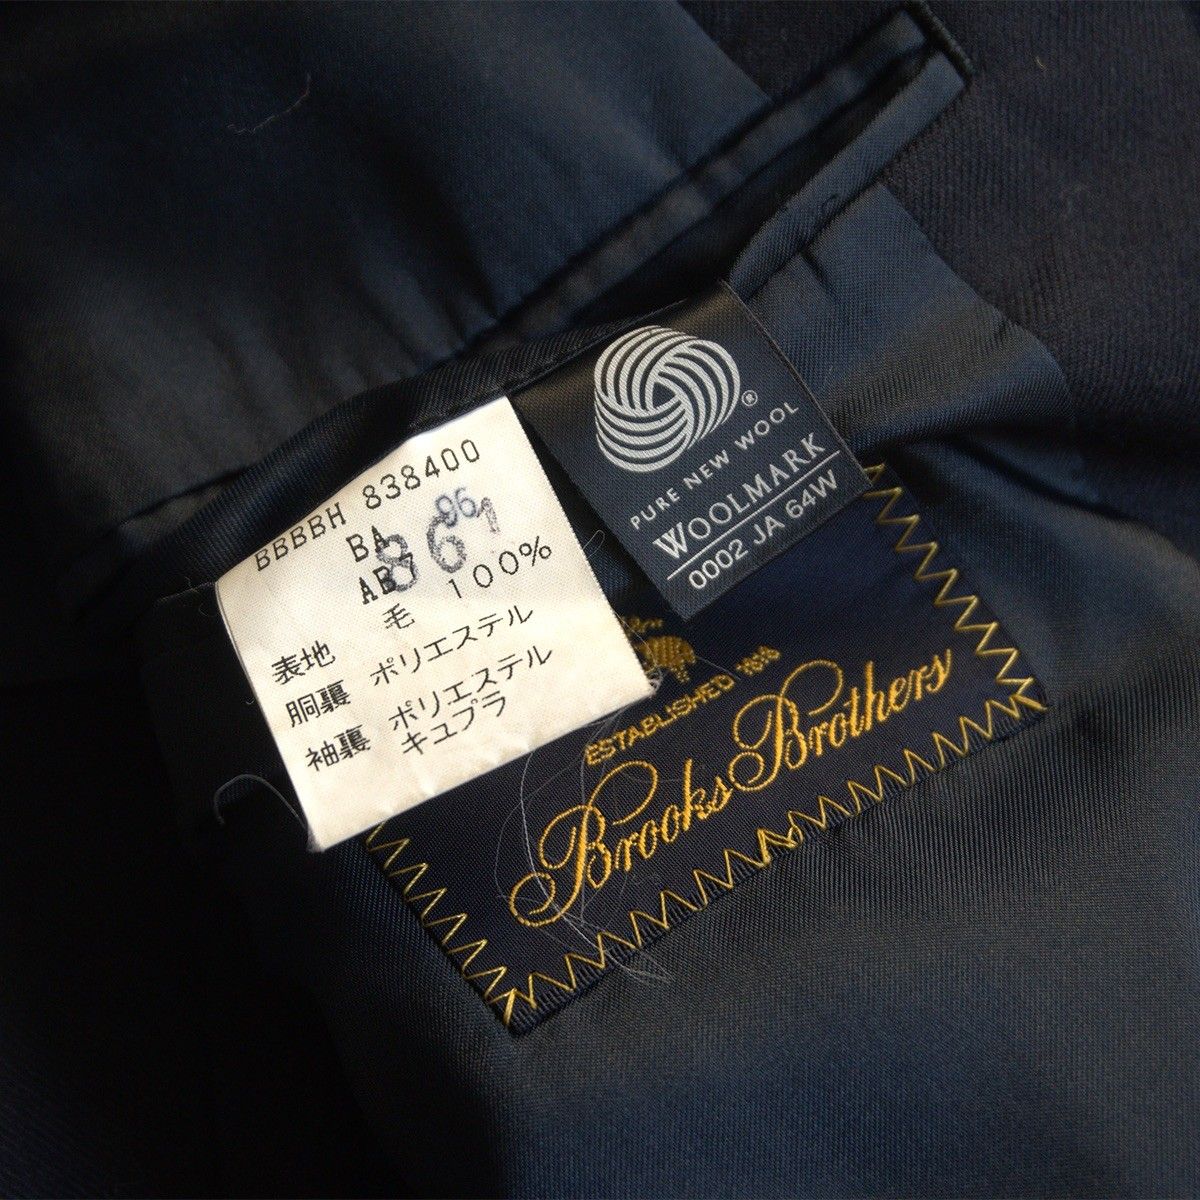 BBBBH 838400
BA
AB7
86
96 1
表地 毛 100%
胴裏 ポリエステル
袖裏 ポリエステル
キュプラ
®
PURE NEW WOOL
WOOLMARK
0002 JA 64W
ESTABLISHED 1818
Brooks Brothers